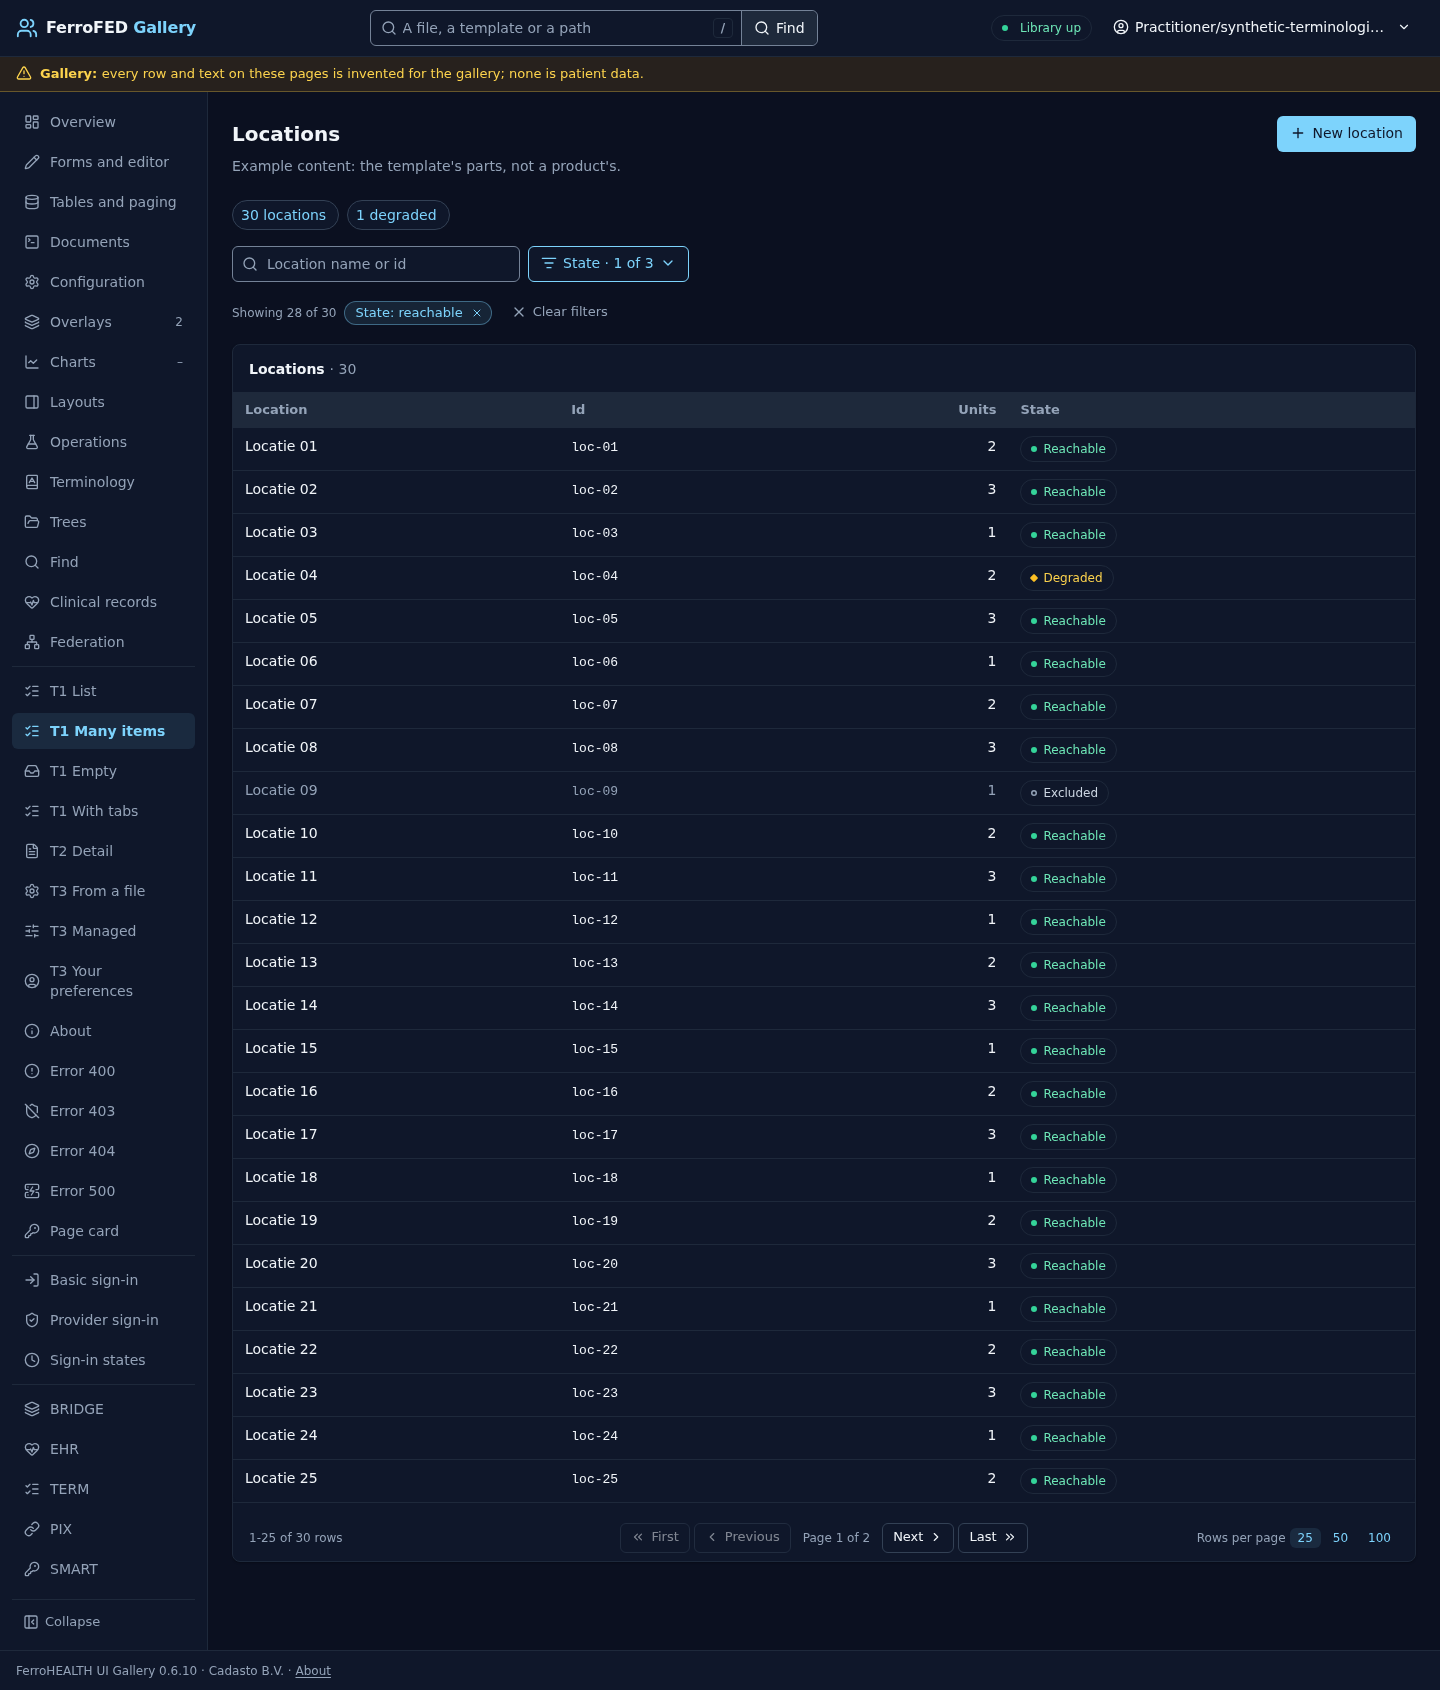 FerroFED Gallery
A file, a template or a path
/
Find
Library up
Practitioner/synthetic-terminologi...
Gallery: every row and text on these pages is invented for the gallery; none is patient data.
Overview
Forms and editor
Tables and paging
Documents
Configuration
Overlays 2
Charts –
Layouts
Operations
Terminology
Trees
Find
Clinical records
Federation
T1 List
T1 Many items
T1 Empty
T1 With tabs
T2 Detail
T3 From a file
T3 Managed
T3 Your
preferences
About
Error 400
Error 403
Error 404
Error 500
Page card
Basic sign-in
Provider sign-in
Sign-in states
BRIDGE
EHR
TERM
PIX
SMART
Collapse
Locations
New location
Example content: the template's parts, not a product's.
30 locations
1 degraded
Location name or id
State · 1 of 3
Showing 28 of 30
State: reachable
Clear filters
Locations · 30
Location Id Units State
Locatie 01 loc-01 2 Reachable
Locatie 02 loc-02 3 Reachable
Locatie 03 loc-03 1 Reachable
Locatie 04 loc-04 2 Degraded
Locatie 05 loc-05 3 Reachable
Locatie 06 loc-06 1 Reachable
Locatie 07 loc-07 2 Reachable
Locatie 08 loc-08 3 Reachable
Locatie 09 loc-09 1 Excluded
Locatie 10 loc-10 2 Reachable
Locatie 11 loc-11 3 Reachable
Locatie 12 loc-12 1 Reachable
Locatie 13 loc-13 2 Reachable
Locatie 14 loc-14 3 Reachable
Locatie 15 loc-15 1 Reachable
Locatie 16 loc-16 2 Reachable
Locatie 17 loc-17 3 Reachable
Locatie 18 loc-18 1 Reachable
Locatie 19 loc-19 2 Reachable
Locatie 20 loc-20 3 Reachable
Locatie 21 loc-21 1 Reachable
Locatie 22 loc-22 2 Reachable
Locatie 23 loc-23 3 Reachable
Locatie 24 loc-24 1 Reachable
Locatie 25 loc-25 2 Reachable
1-25 of 30 rows
First
Previous
Page 1 of 2
Next
Last
Rows per page 25 50 100
FerroHEALTH UI Gallery 0.6.10 · Cadasto B.V. · About